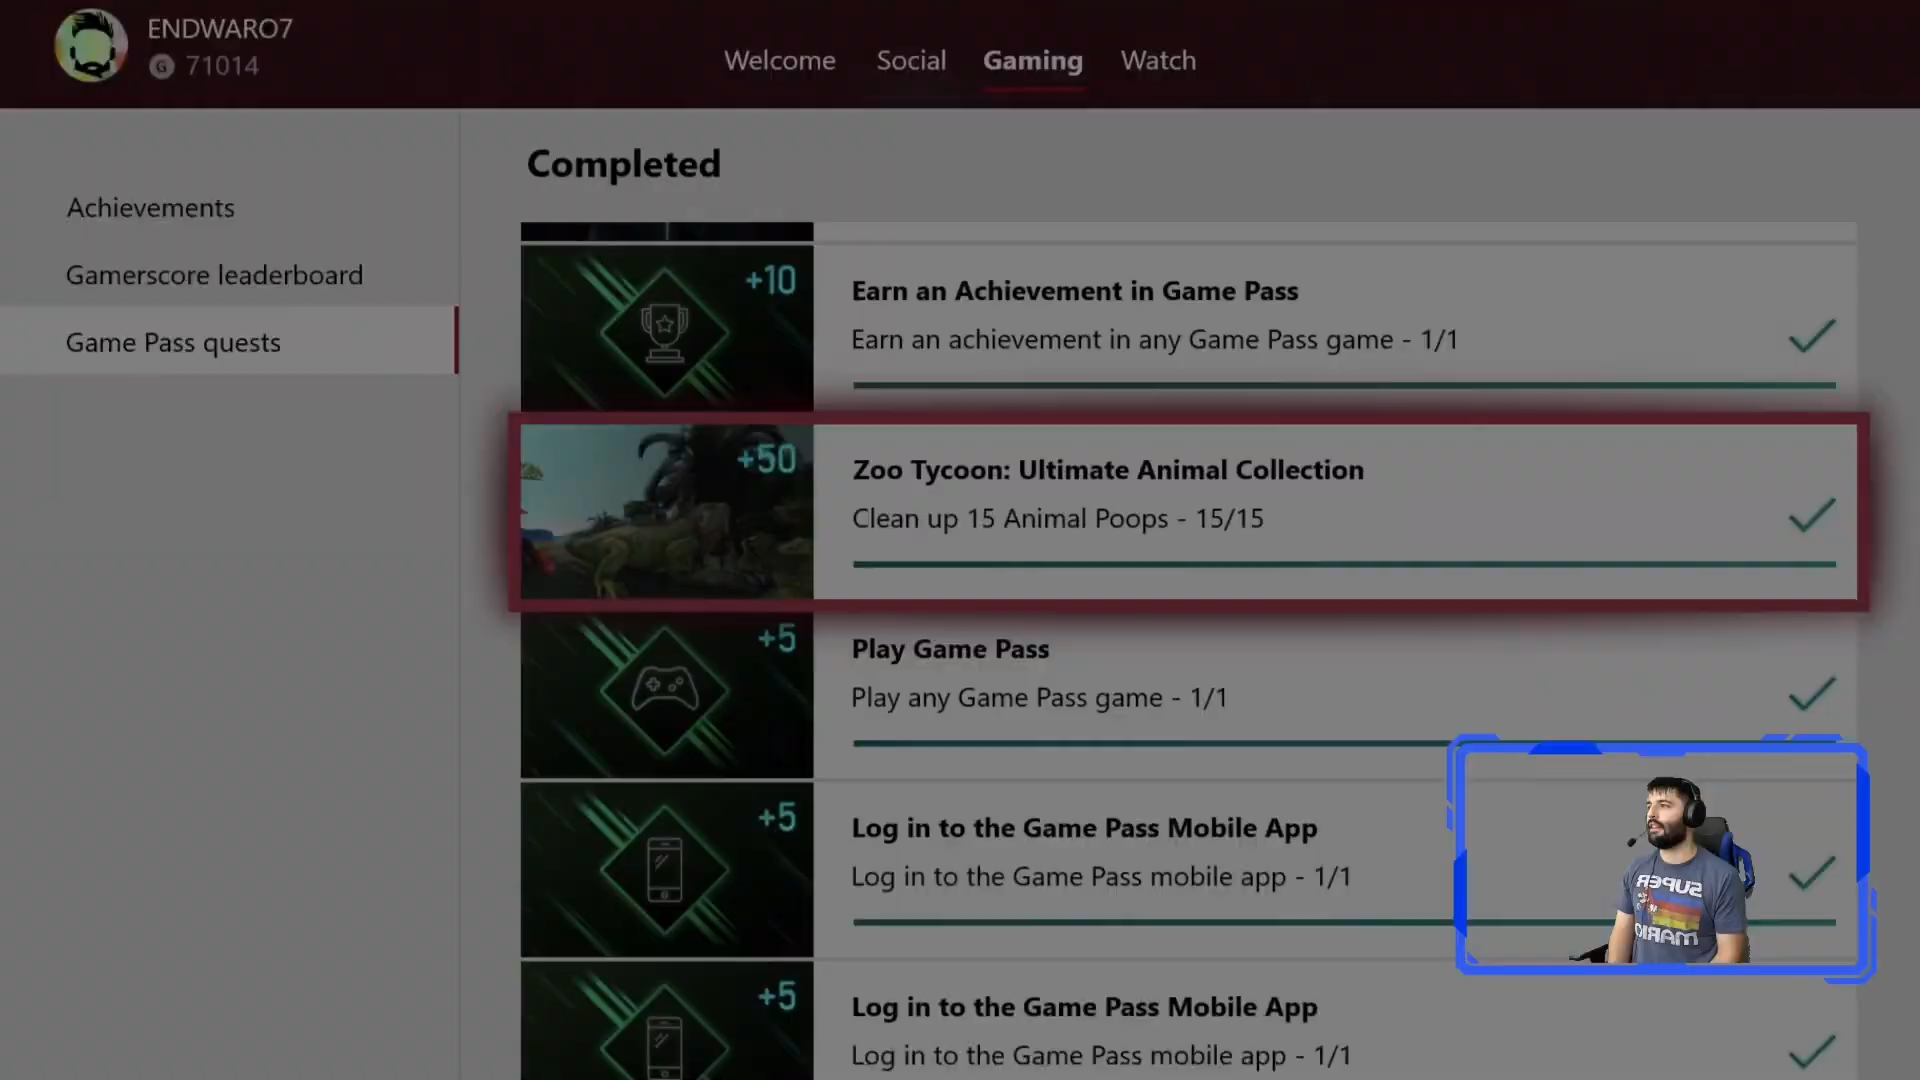 ENDWARO7
G 71014
Welcome Social Gaming Watch
Achievements
Gamerscore leaderboard
Game Pass quests
Completed
+10
Earn an Achievement in Game Pass
Earn an achievement in any Game Pass game - 1/1
+50
Zoo Tycoon: Ultimate Animal Collection
Clean up 15 Animal Poops - 15/15
+5
Play Game Pass
Play any Game Pass game - 1/1
+5
Log in to the Game Pass Mobile App
Log in to the Game Pass mobile app - 1/1
+5
Log in to the Game Pass Mobile App
Log in to the Game Pass mobile app - 1/1
SUPER
MARIO